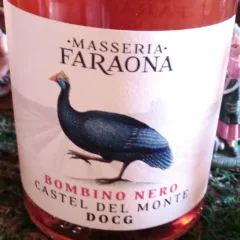 ·MASSERIA·
FARAONA
BOMBINO NERO
CASTEL DEL MONTE
DOCG